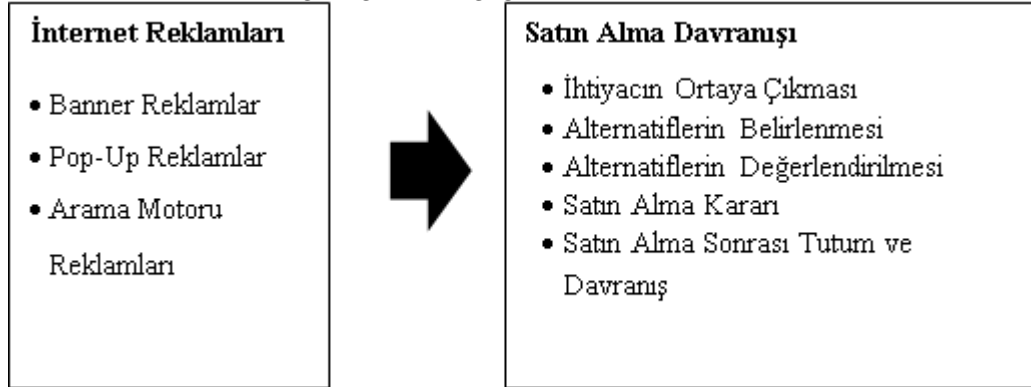 İnternet Reklamları
• Banner Reklamlar
• Pop-Up Reklamlar
• Arama Motoru
Reklamları
Satın Alma Davranışı
• İhtiyacın Ortaya Çıkması
• Alternatiflerin Belirlenmesi
• Alternatiflerin Değerlendirilmesi
• Satın Alma Kararı
• Satın Alma Sonrası Tutum ve
Davranış